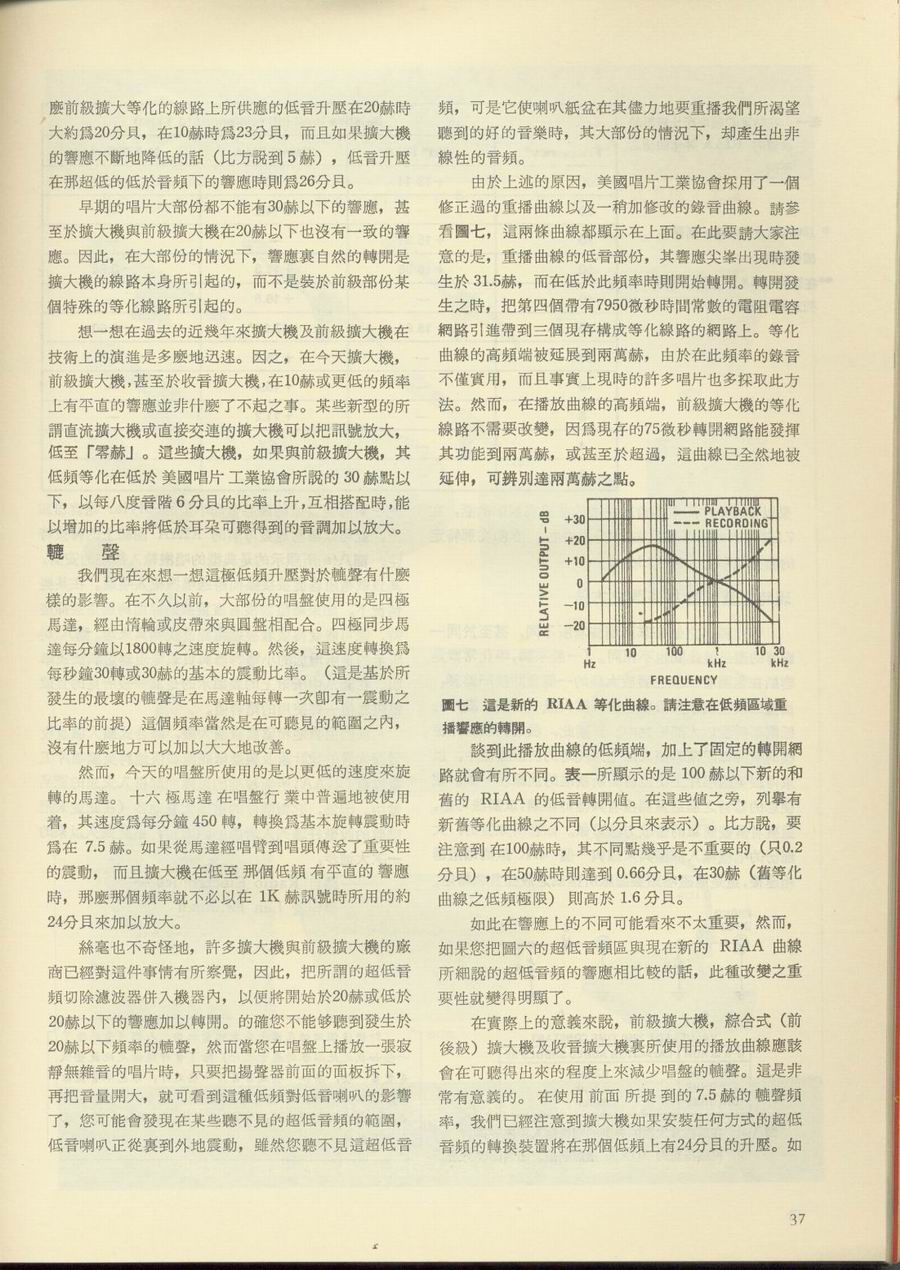 麼前級擴大等化的線路上所供應的低音升壓在20赫時
大約爲20分貝，在10赫時爲23分貝，而且如果擴大機
的響應不斷地降低的話（比方說到 5 赫），低音升壓
在那超低的低於音頻下的響應時則爲26分貝。
早期的唱片大部份都不能有30赫以下的響應，甚
至於擴大機與前級擴大機在20赫以下也沒有一致的響
應。因此，在大部份的情況下，響應裏自然的轉開是
擴大機的線路本身所引起的，而不是裝於前級部份某
個特殊的等化線路所引起的。
想一想在過去的近幾年來擴大機及前級擴大機在
技術上的演進是多麼地迅速。因之，在今天擴大機，
前級擴大機，甚至於收音擴大機，在10赫或更低的頻率
上有平直的響應並非什麼了不起之事。某些新型的所
謂直流擴大機或直接交連的擴大機可以把訊號放大，
低至「零赫」。這些擴大機，如果與前級擴大機，其
低頻等化在低於 美國唱片 工業協會所說的 30 赫點以
下，以每八度音階 6 分貝的比率上升，互相搭配時，能
以增加的比率將低於耳朶可聽得到的音調加以放大。
轆　聲
我們現在來想一想這極低頻升壓對於轆聲有什麼
樣的影響。在不久以前，大部份的唱盤使用的是四極
馬達，經由惰輪或皮帶來與圓盤相配合。四極同步馬
達每分鐘以1800轉之速度旋轉。然後，這速度轉換爲
每秒鐘30轉或30赫的基本的震動比率。（這是基於所
發生的最壞的轆聲是在馬達軸每轉一次卽有一震動之
比率的前提）這個頻率當然是在可聽見的範圍之內，
沒有什麼地方可以加以大大地改善。
然而，今天的唱盤所使用的是以更低的速度來旋
轉的馬達。 十六 極馬達 在唱盤行 業中普遍地被使用
着，其速度爲每分鐘 450 轉，轉換爲基本旋轉震動時
爲在 7.5 赫。如果從馬達經唱臂到唱頭傳送了重要性
的震動， 而且擴大機在低至 那個低頻 有平直的 響應
時，那麼那個頻率就不必以在 1K 赫訊號時所用的約
24分貝來加以放大。
絲毫也不奇怪地，許多擴大機與前級擴大機的廠
商已經對這件事情有所察覺，因此，把所謂的超低音
頻切除濾波器併入機器內，以便將開始於20赫或低於
20赫以下的響應加以轉開。的確您不能够聽到發生於
20赫以下頻率的轆聲，然而當您在唱盤上播放一張寂
靜無雜音的唱片時，只要把揚聲器前面的面板拆下，
再把音量開大，就可看到這種低頻對低音喇叭的影響
了，您可能會發現在某些聽不見的超低音頻的範圍，
低音喇叭正從裏到外地震動，雖然您聽不見這超低音
頻，可是它使喇叭紙盆在其儘力地要重播我們所渴望
聽到的好的音樂時，其大部份的情況下，却產生出非
線性的音頻。
由於上述的原因，美國唱片工業協會採用了一個
修正過的重播曲線以及一稍加修改的錄音曲線。請參
看圖七，這兩條曲線都顯示在上面。在此要請大家注
意的是，重播曲線的低音部份，其響應尖峯出現時發
生於 31.5赫，而在低於此頻率時則開始轉開。轉開發
生之時，把第四個帶有7950微秒時間常數的電阻電容
網路引進帶到三個現存構成等化線路的網路上。等化
曲線的高頻端被延展到兩萬赫，由於在此頻率的錄音
不僅實用，而且事實上現時的許多唱片也多採取此方
法。然而，在播放曲線的高頻端，前級擴大機的等化
線路不需要改變，因爲現存的75微秒轉開網路能發揮
其功能到兩萬赫，或甚至於超過，這曲線已全然地被
延伸，可辨別達兩萬赫之點。
PLAYBACK
RECORDING
RELATIVE OUTPUT – dB
+30
+20
+10
0
–10
–20
1 10 100 1 10 30
Hz kHz kHz
FREQUENCY
圖七　這是新的 RIAA 等化曲線。請注意在低頻區域重
播響應的轉開。
談到此播放曲線的低頻端，加上了固定的轉開網
路就會有所不同。表一所顯示的是 100 赫以下新的和
舊的 RIAA 的低音轉開值。在這些值之旁，列舉有
新舊等化曲線之不同（以分貝來表示）。比方說，要
注意到 在100赫時，其不同點幾乎是不重要的（只0.2
分貝），在50赫時則達到 0.66分貝，在30赫（舊等化
曲線之低頻極限） 則高於 1.6 分貝。
如此在響應上的不同可能看來不太重要，然而，
如果您把圖六的超低音頻區與現在新的 RIAA 曲線
所細說的超低音頻的響應相比較的話，此種改變之重
要性就變得明顯了。
在實際上的意義來說，前級擴大機，綜合式（前
後級）擴大機及收音擴大機裏所使用的播放曲線應該
會在可聽得出來的程度上來減少唱盤的轆聲。這是非
常有意義的。 在使用 前面 所提 到的 7.5 赫的 轆聲頻
率，我們已經注意到擴大機如果安裝任何方式的超低
音頻的轉換裝置將在那個低頻上有24分貝的升壓。如
37